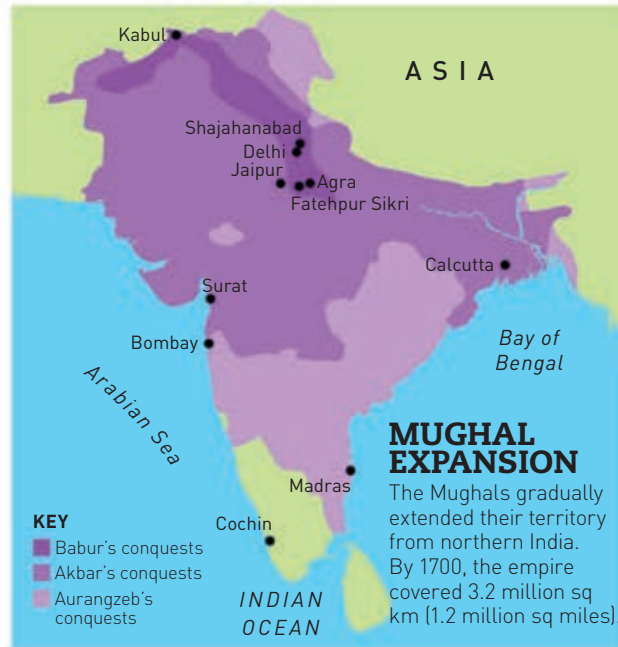 Kabul
ASIA
Shajahanabad
Delhi
Jaipur
Agra
Fatehpur Sikri
Calcutta
Surat
Bombay
Bay of
Bengal
Arabian Sea
MUGHAL
EXPANSION
The Mughals gradually
extended their territory
from northern India.
By 1700, the empire
covered 3.2 million sq
km (1.2 million sq miles).
Madras
Cochin
KEY
Babur's conquests
Akbar's conquests
Aurangzeb's
conquests
INDIAN
OCEAN